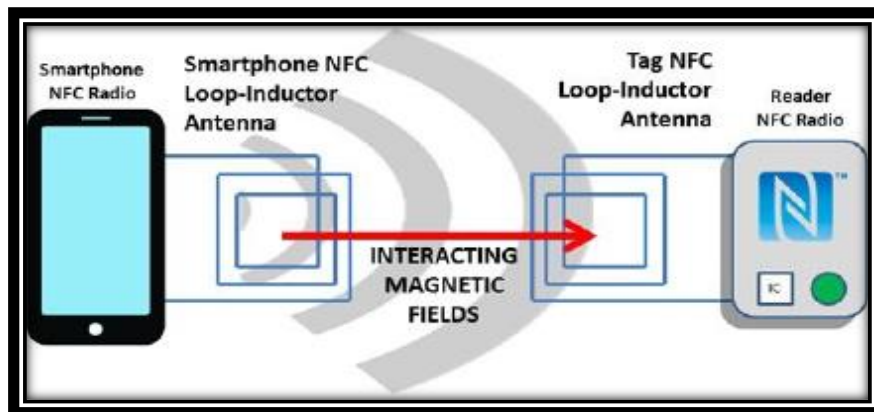 Smartphone
NFC Radio
Smartphone NFC
Loop-Inductor
Antenna
Tag NFC
Loop-Inductor
Antenna
Reader
NFC Radio
INTERACTING
MAGNETIC
FIELDS
IC
TM